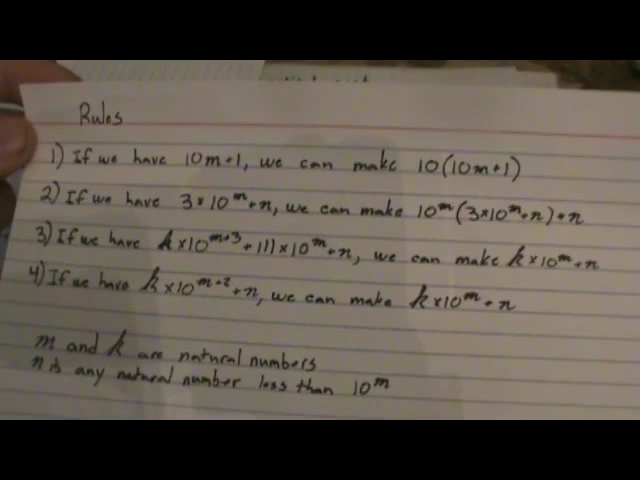 Rules
1) If we have 10m+1, we can make 10(10m+1)
2) If we have 3×10^m+n, we can make 10^m(3×10^m+n)+n
3) If we have k×10^(m+3)+111×10^m+n, we can make k×10^m+n
4) If we have k×10^(m+2)+n, we can make k×10^m+n
m and k are natural numbers
n is any natural number less than 10^m